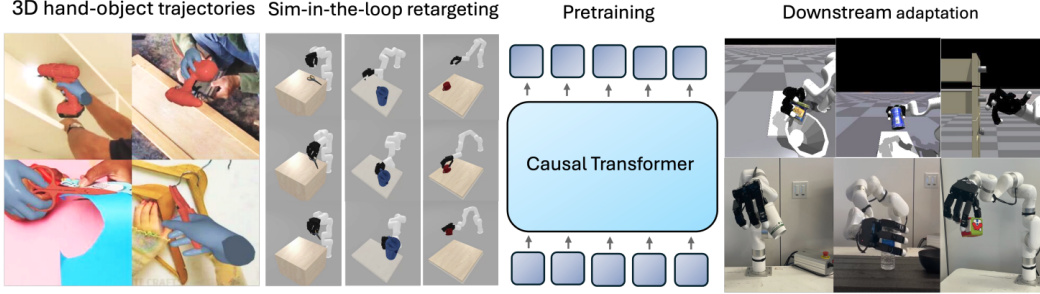 3D hand-object trajectories
Sim-in-the-loop retargeting
Pretraining
Downstream adaptation
Causal Transformer